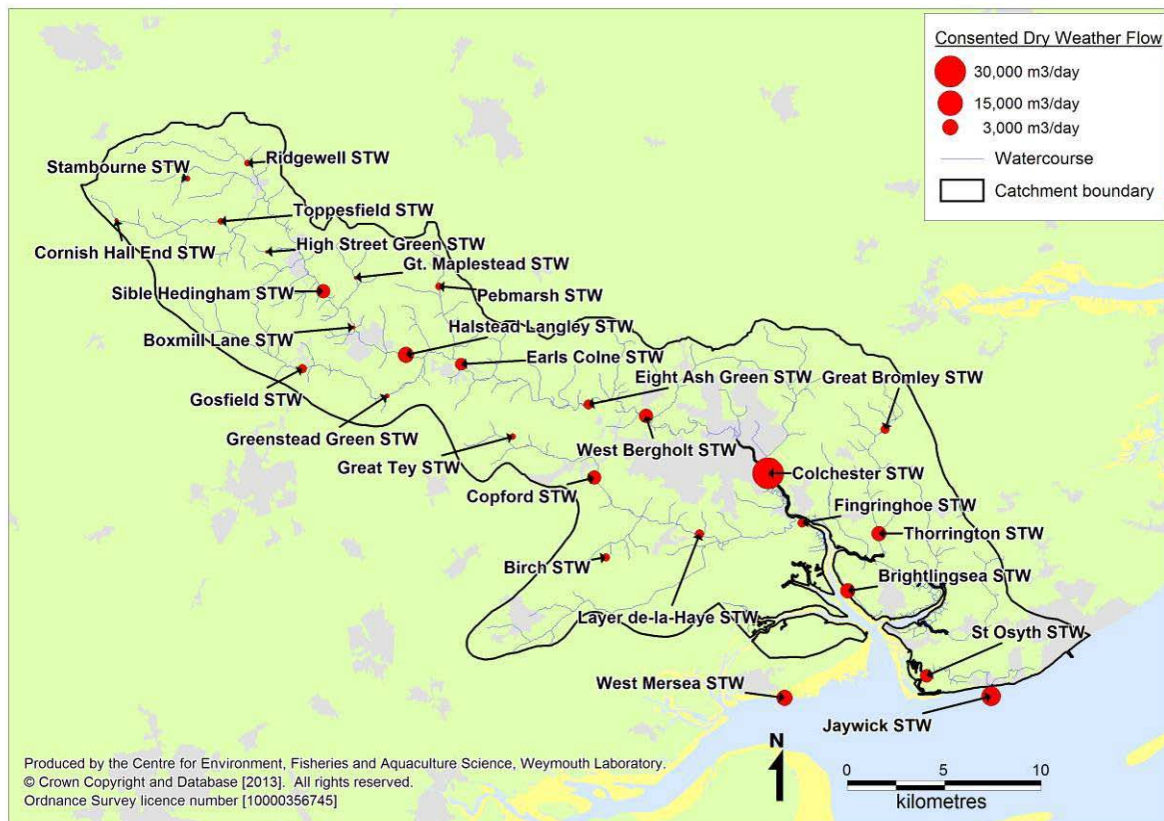 Consented Dry Weather Flow
30,000 m3/day
15,000 m3/day
3,000 m3/day
Watercourse
Catchment boundary
Ridgewell STW
Stambourne STW
Toppesfield STW
Cornish Hall End STW
High Street Green STW
Gt. Maplestead STW
Sible Hedingham STW
Pebmarsh STW
Boxmill Lane STW
Halstead Langley STW
Earls Colne STW
Gosfield STW
Eight Ash Green STW
Great Bromley STW
Greenstead Green STW
West Bergholt STW
Great Tey STW
Colchester STW
Copford STW
Fingringhoe STW
Thorrington STW
Birch STW
Brightlingsea STW
Layer de-la-Haye STW
St Osyth STW
West Mersea STW
Jaywick STW
N
0 5 10
kilometres
Produced by the Centre for Environment, Fisheries and Aquaculture Science, Weymouth Laboratory.
© Crown Copyright and Database [2013]. All rights reserved.
Ordnance Survey licence number [10000356745]